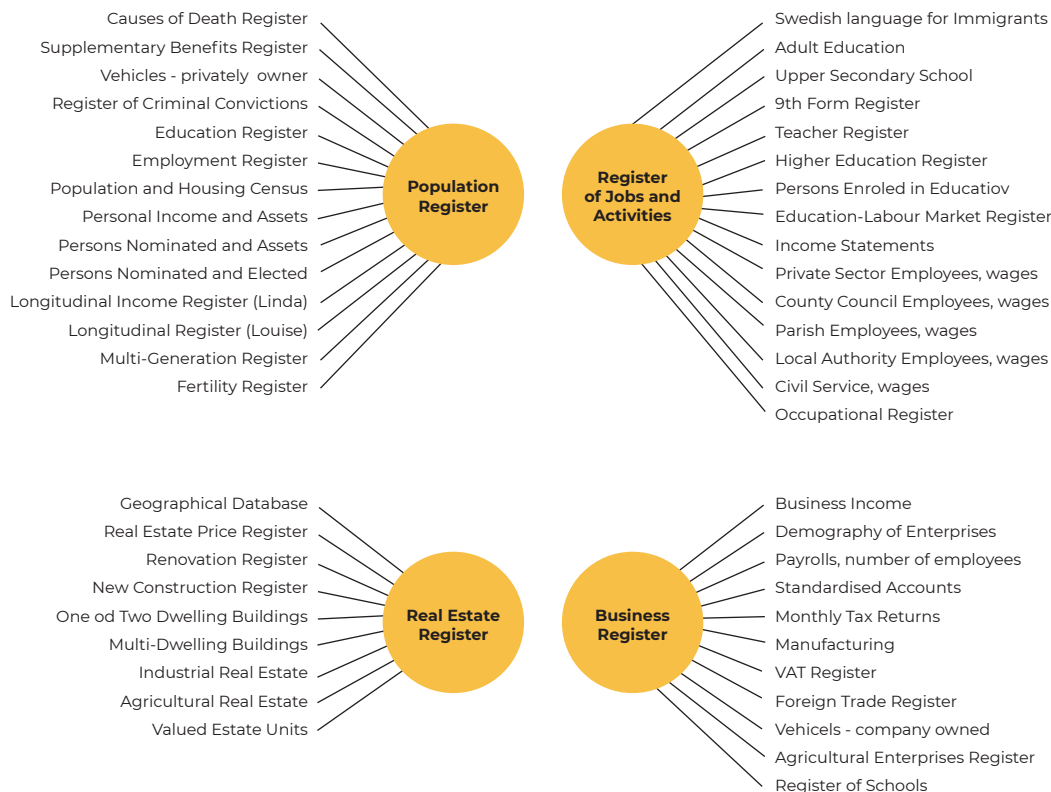 Causes of Death Register
Supplementary Benefits Register
Vehicles - privately owner
Register of Criminal Convictions
Education Register
Employment Register
Population and Housing Census
Personal Income and Assets
Persons Nominated and Assets
Persons Nominated and Elected
Longitudinal Income Register (Linda)
Longitudinal Register (Louise)
Multi-Generation Register
Fertility Register
Population
Register
Register
of Jobs and
Activities
Swedish language for Immigrants
Adult Education
Upper Secondary School
9th Form Register
Teacher Register
Higher Education Register
Persons Enroled in Educatiov
Education-Labour Market Register
Income Statements
Private Sector Employees, wages
County Council Employees, wages
Parish Employees, wages
Local Authority Employees, wages
Civil Service, wages
Occupational Register
Geographical Database
Real Estate Price Register
Renovation Register
New Construction Register
One od Two Dwelling Buildings
Multi-Dwelling Buildings
Industrial Real Estate
Agricultural Real Estate
Valued Estate Units
Real Estate
Register
Business
Register
Business Income
Demography of Enterprises
Payrolls, number of employees
Standardised Accounts
Monthly Tax Returns
Manufacturing
VAT Register
Foreign Trade Register
Vehicels - company owned
Agricultural Enterprises Register
Register of Schools